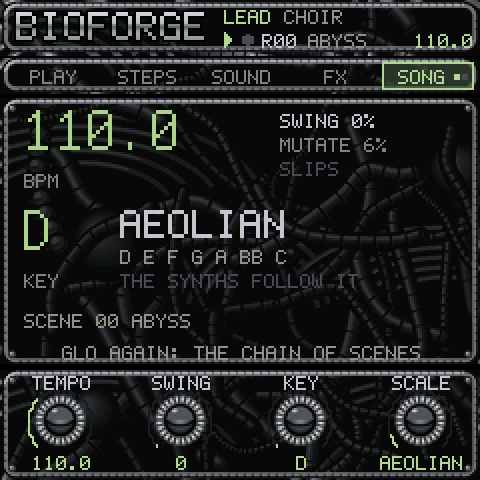 BIOFORGE
LEAD CHOIR
R00 ABYSS 110.0
PLAY STEPS SOUND FX SONG
110.0
BPM
SWING 0%
MUTATE 6%
SLIPS
D AEOLIAN
D E F G A BB C
KEY THE SYNTHS FOLLOW IT
SCENE 00 ABYSS
GLO AGAIN: THE CHAIN OF SCENES
TEMPO SWING KEY SCALE
110.0 0 D AEOLIAN